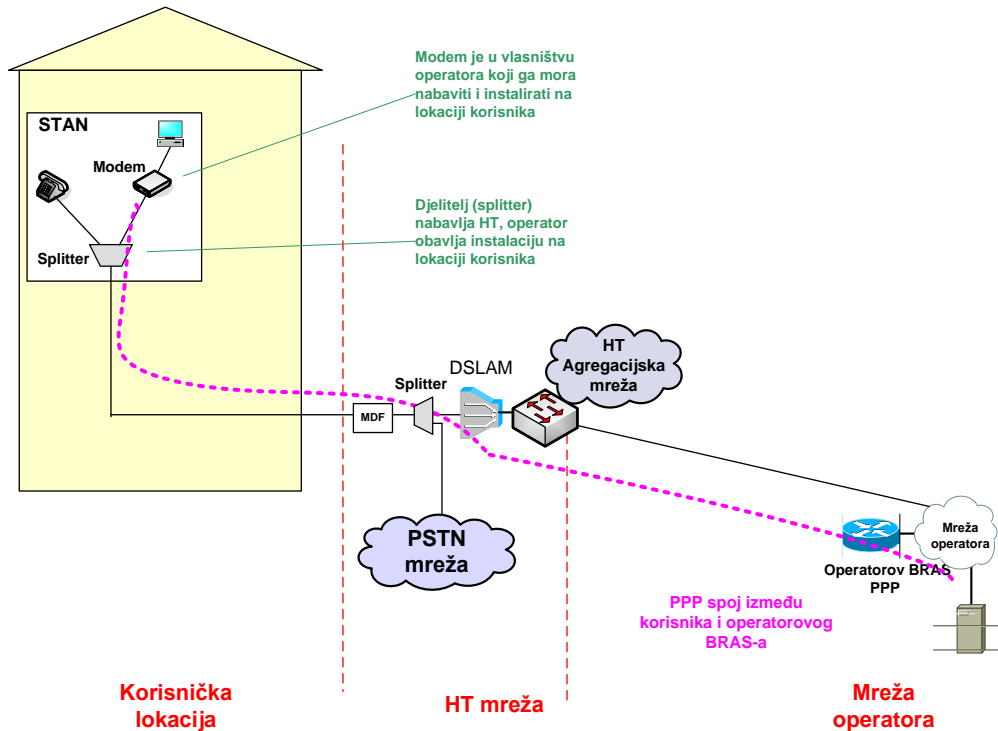 Modem je u vlasništvu
operatora koji ga mora
nabaviti i instalirati na
lokaciji korisnika
STAN
Modem
Djelitelj (splitter)
nabavlja HT, operator
obavlja instalaciju na
lokaciji korisnika
Splitter
HT
Agregacijska
mreža
DSLAM
Splitter
MDF
PSTN
mreža
Mreža
operatora
Operatorov BRAS
PPP
PPP spoj između
korisnika i operatorovog
BRAS-a
Korisnička
lokacija
HT mreža
Mreža
operatora